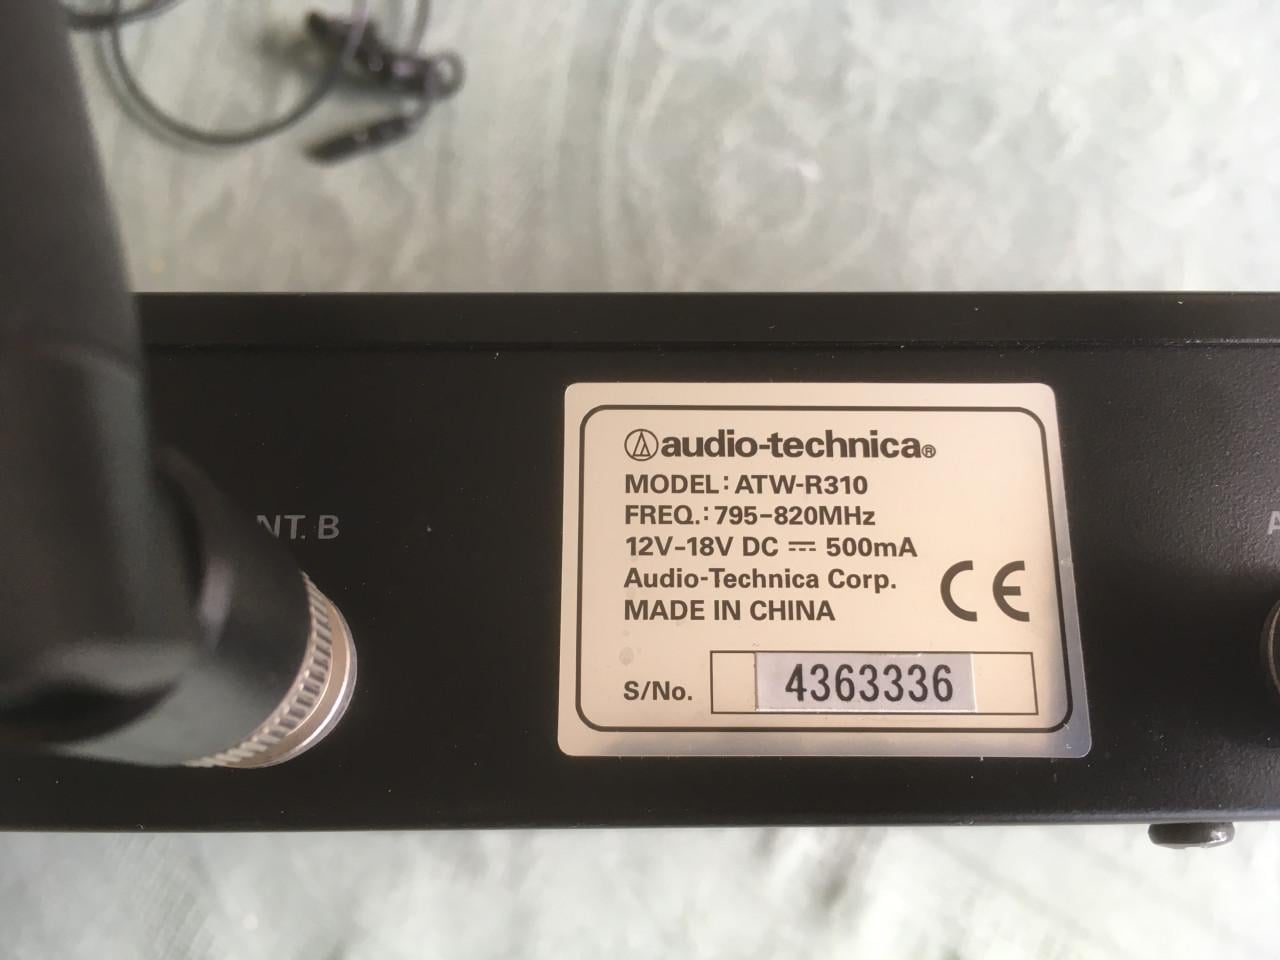 NT. B
audio-technica®
MODEL: ATW-R310
FREQ.: 795-820MHz
12V-18V DC ⎓ 500mA
Audio-Technica Corp.
MADE IN CHINA
CE
S/No. 4363336
A